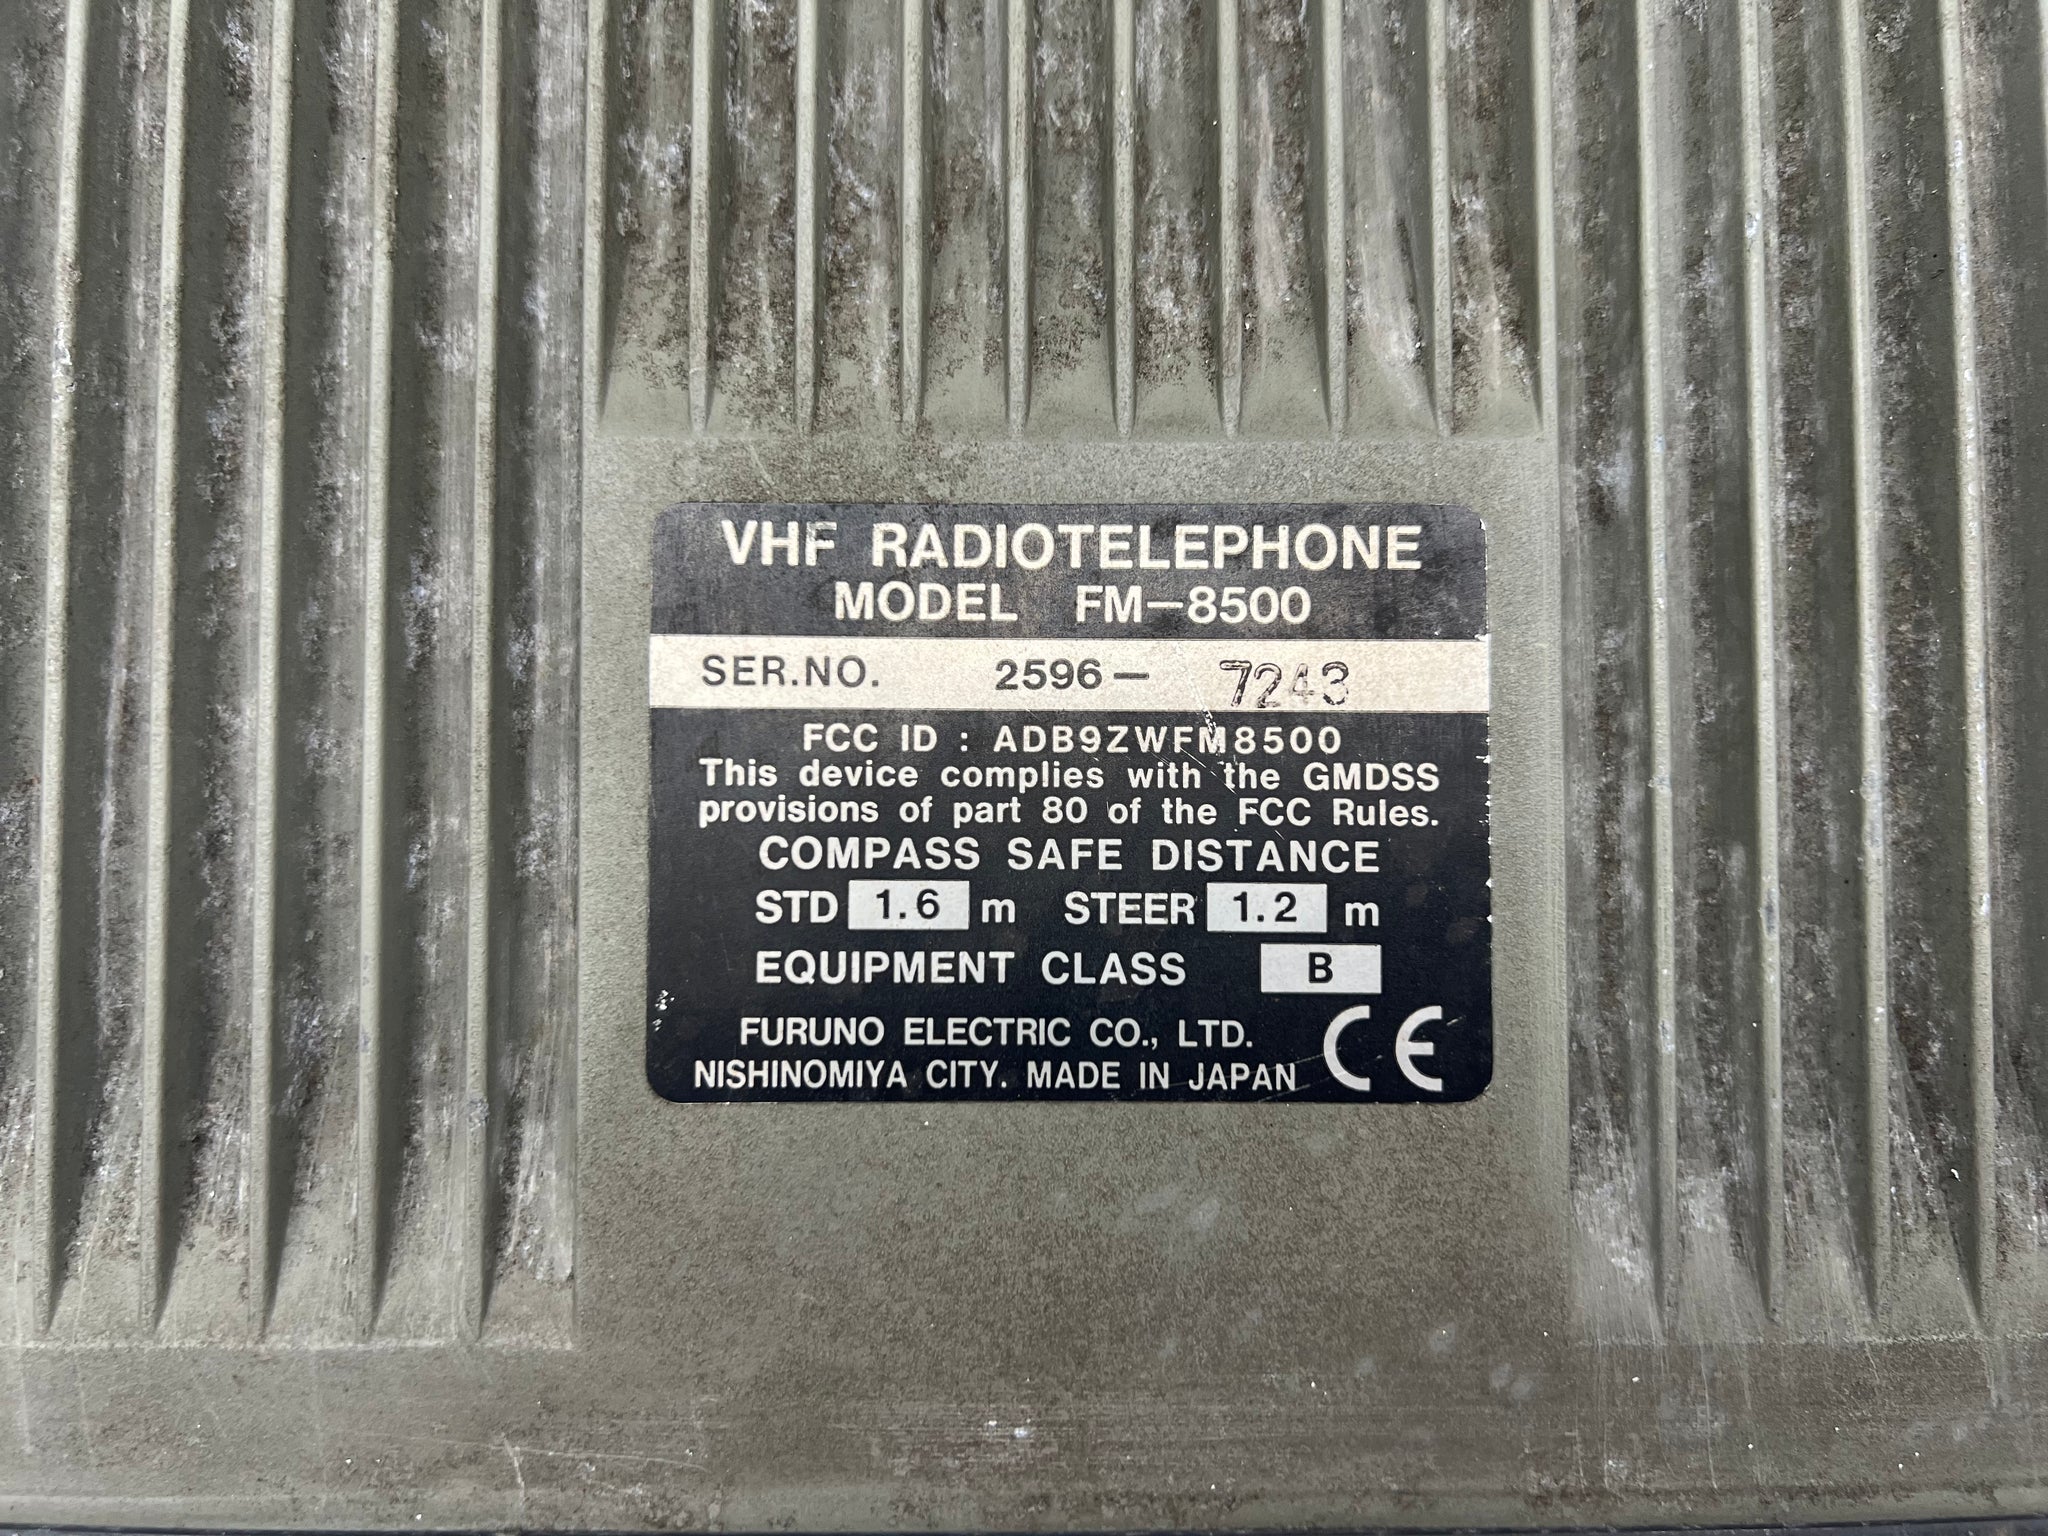 VHF RADIOTELEPHONE
MODEL FM-8500
SER.NO. 2596- 7243
FCC ID : ADB9ZWFM8500
This device complies with the GMDSS
provisions of part 80 of the FCC Rules.
COMPASS SAFE DISTANCE
STD 1.6 m STEER 1.2 m
EQUIPMENT CLASS B
FURUNO ELECTRIC CO., LTD.
NISHINOMIYA CITY. MADE IN JAPAN CE